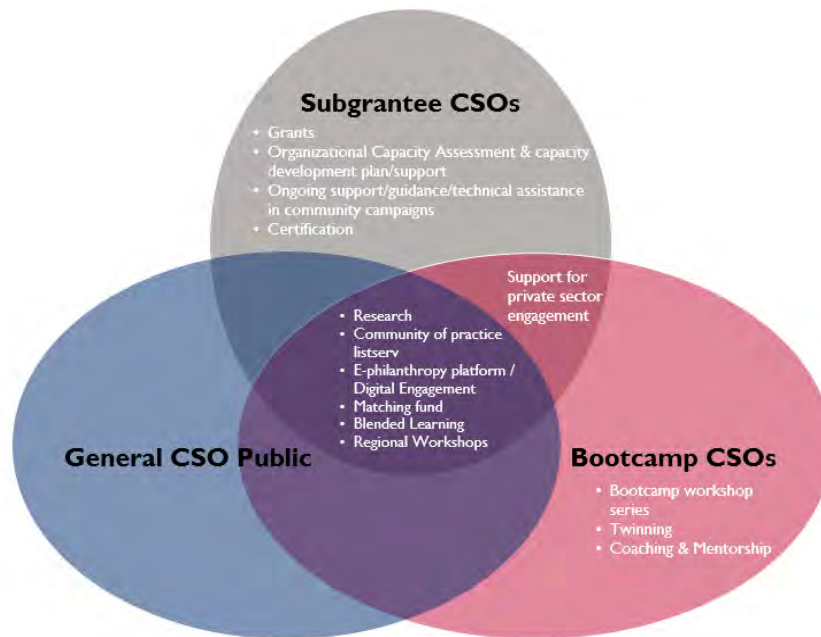 Subgrantee CSOs
• Grants
• Organizational Capacity Assessment & capacity
development plan/support
• Ongoing support/guidance/technical assistance
in community campaigns
• Certification
Support for
private sector
engagement
• Research
• Community of practice
listserv
• E-philanthropy platform /
Digital Engagement
• Matching fund
• Blended Learning
• Regional Workshops
General CSO Public
Bootcamp CSOs
• Bootcamp workshop
series
• Twinning
• Coaching & Mentorship